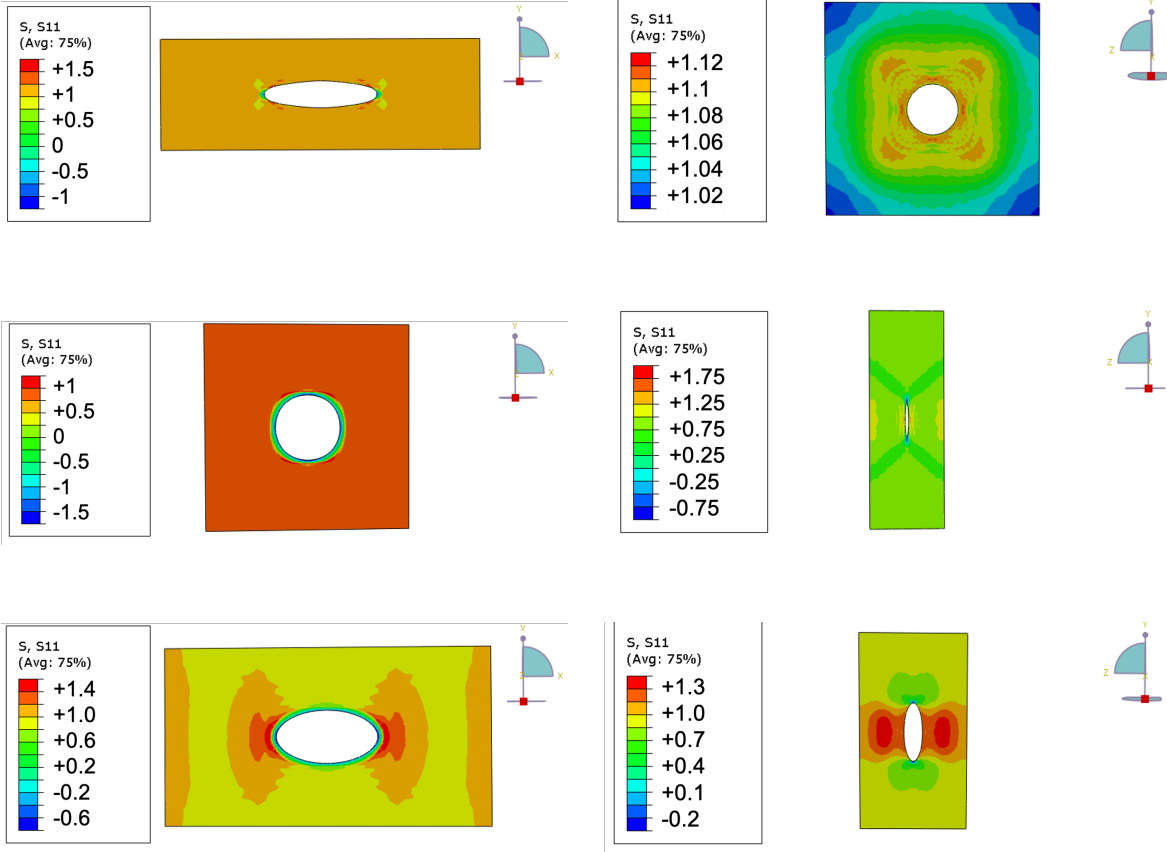 S, S11
(Avg: 75%)
+1.5
+1
+0.5
0
-0.5
-1
Y
X
S, S11
(Avg: 75%)
+1.12
+1.1
+1.08
+1.06
+1.04
+1.02
Y
Z
S, S11
(Avg: 75%)
+1
+0.5
0
-0.5
-1
-1.5
Y
X
S, S11
(Avg: 75%)
+1.75
+1.25
+0.75
+0.25
-0.25
-0.75
Y
Z
S, S11
(Avg: 75%)
+1.4
+1.0
+0.6
+0.2
-0.2
-0.6
Y
X
S, S11
(Avg: 75%)
+1.3
+1.0
+0.7
+0.4
+0.1
-0.2
Y
Z